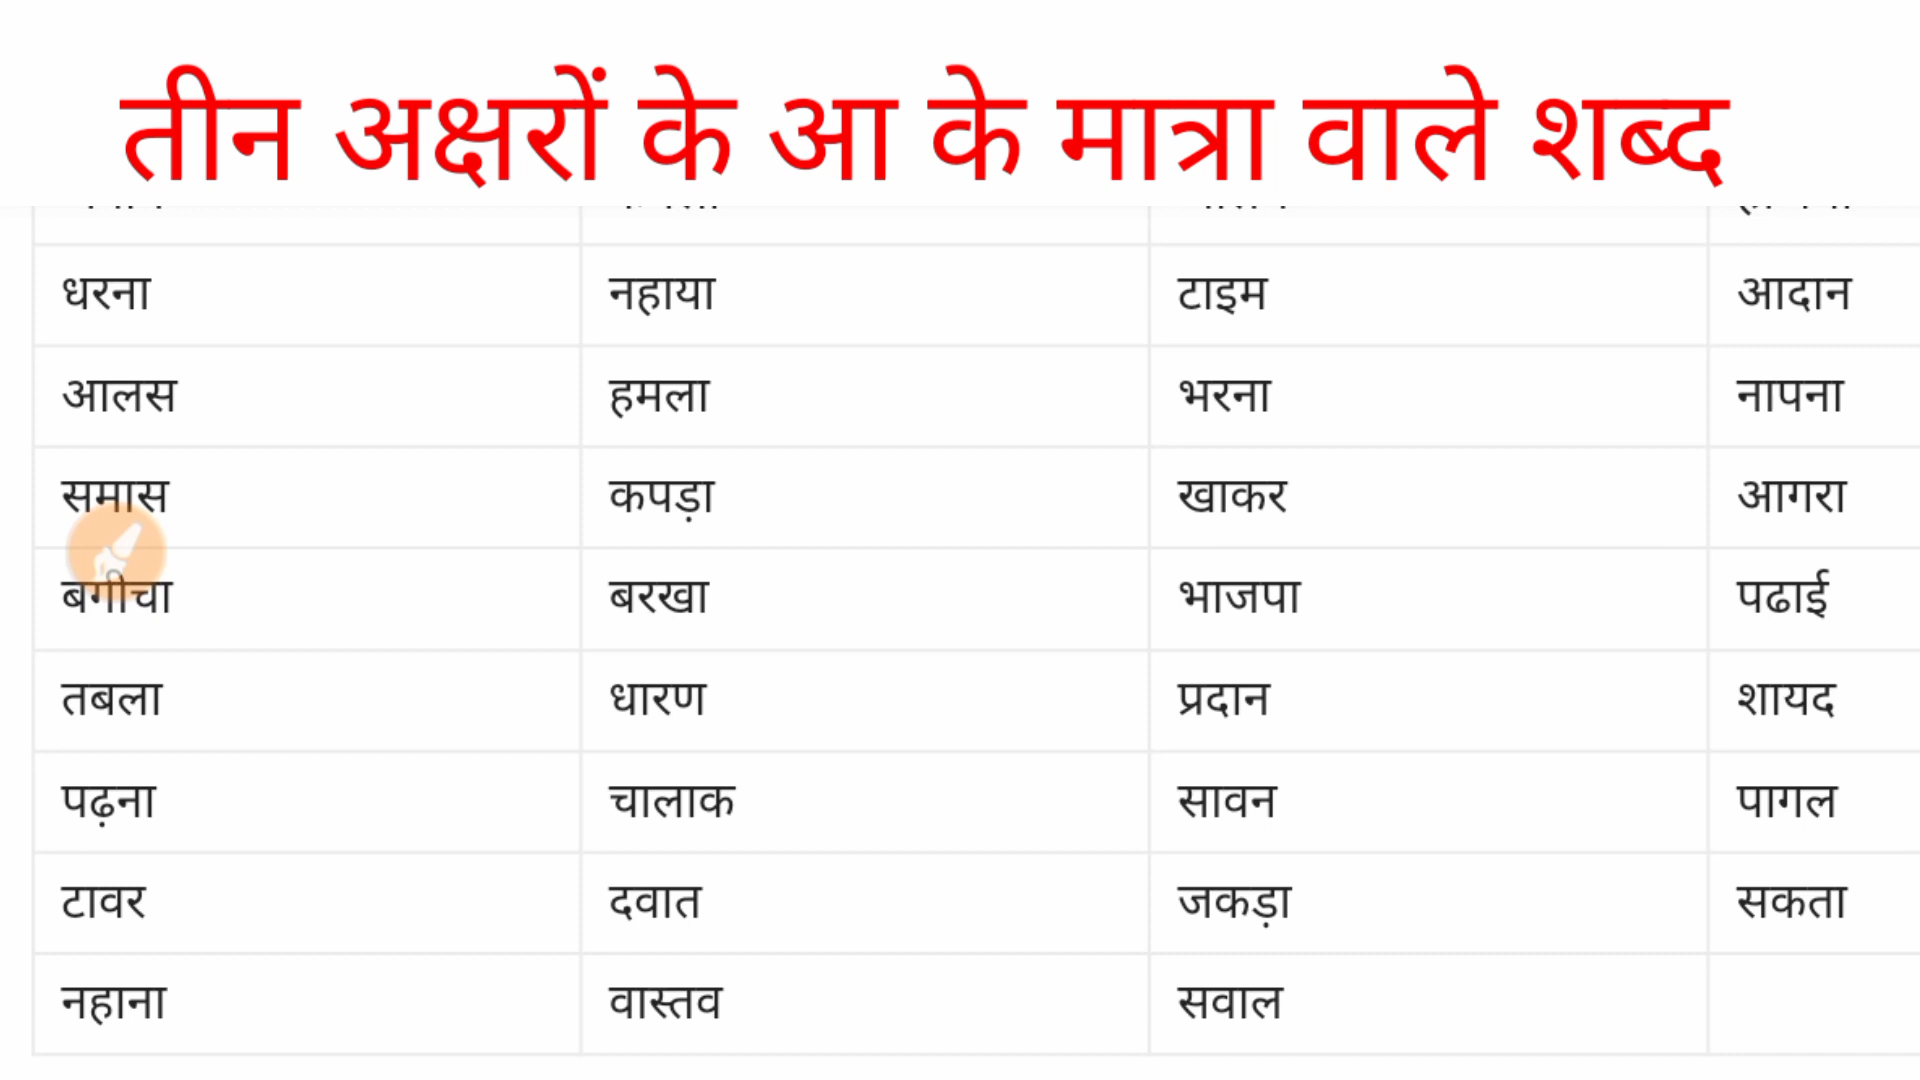 तीन अक्षरों के आ के मात्रा वाले शब्द
धरना नहाया टाइम आदान
आलस हमला भरना नापना
समास कपड़ा खाकर आगरा
बगीचा बरखा भाजपा पढाई
तबला धारण प्रदान शायद
पढ़ना चालाक सावन पागल
टावर दवात जकड़ा सकता
नहाना वास्तव सवाल